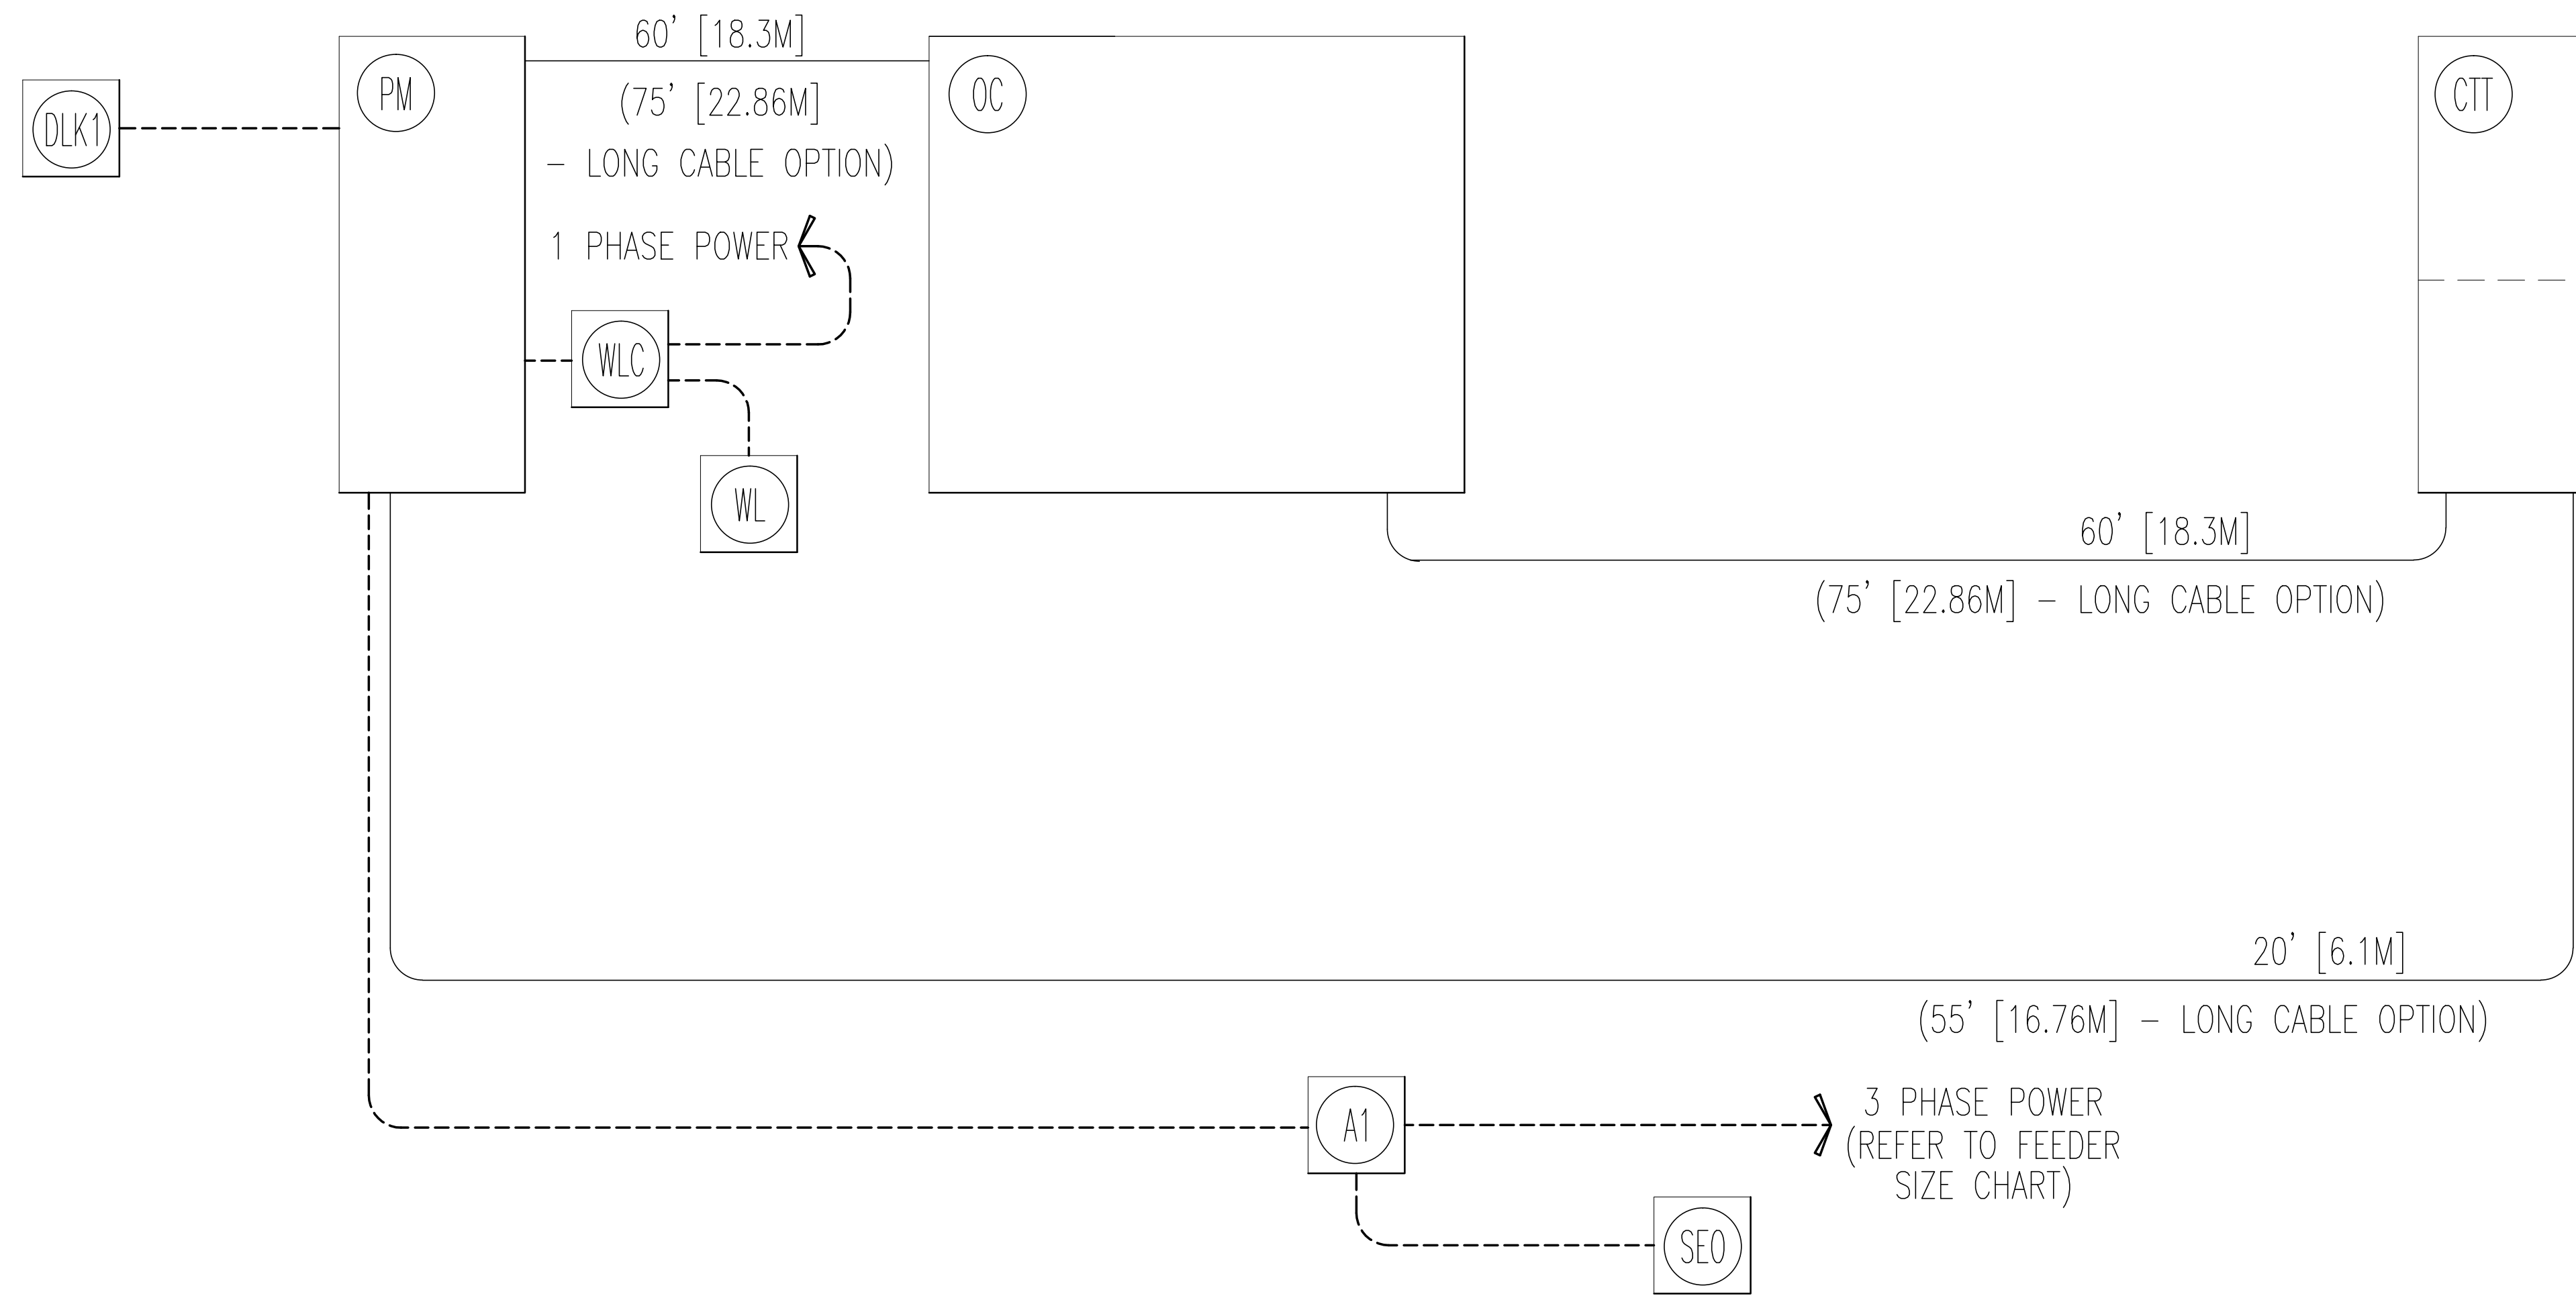 60' [18.3M]
PM
OC
CTT
DLK1
(75' [22.86M]
- LONG CABLE OPTION)
1 PHASE POWER
WLC
WL
60' [18.3M]
(75' [22.86M] - LONG CABLE OPTION)
20' [6.1M]
(55' [16.76M] - LONG CABLE OPTION)
A1
3 PHASE POWER
(REFER TO FEEDER
SIZE CHART)
SEO